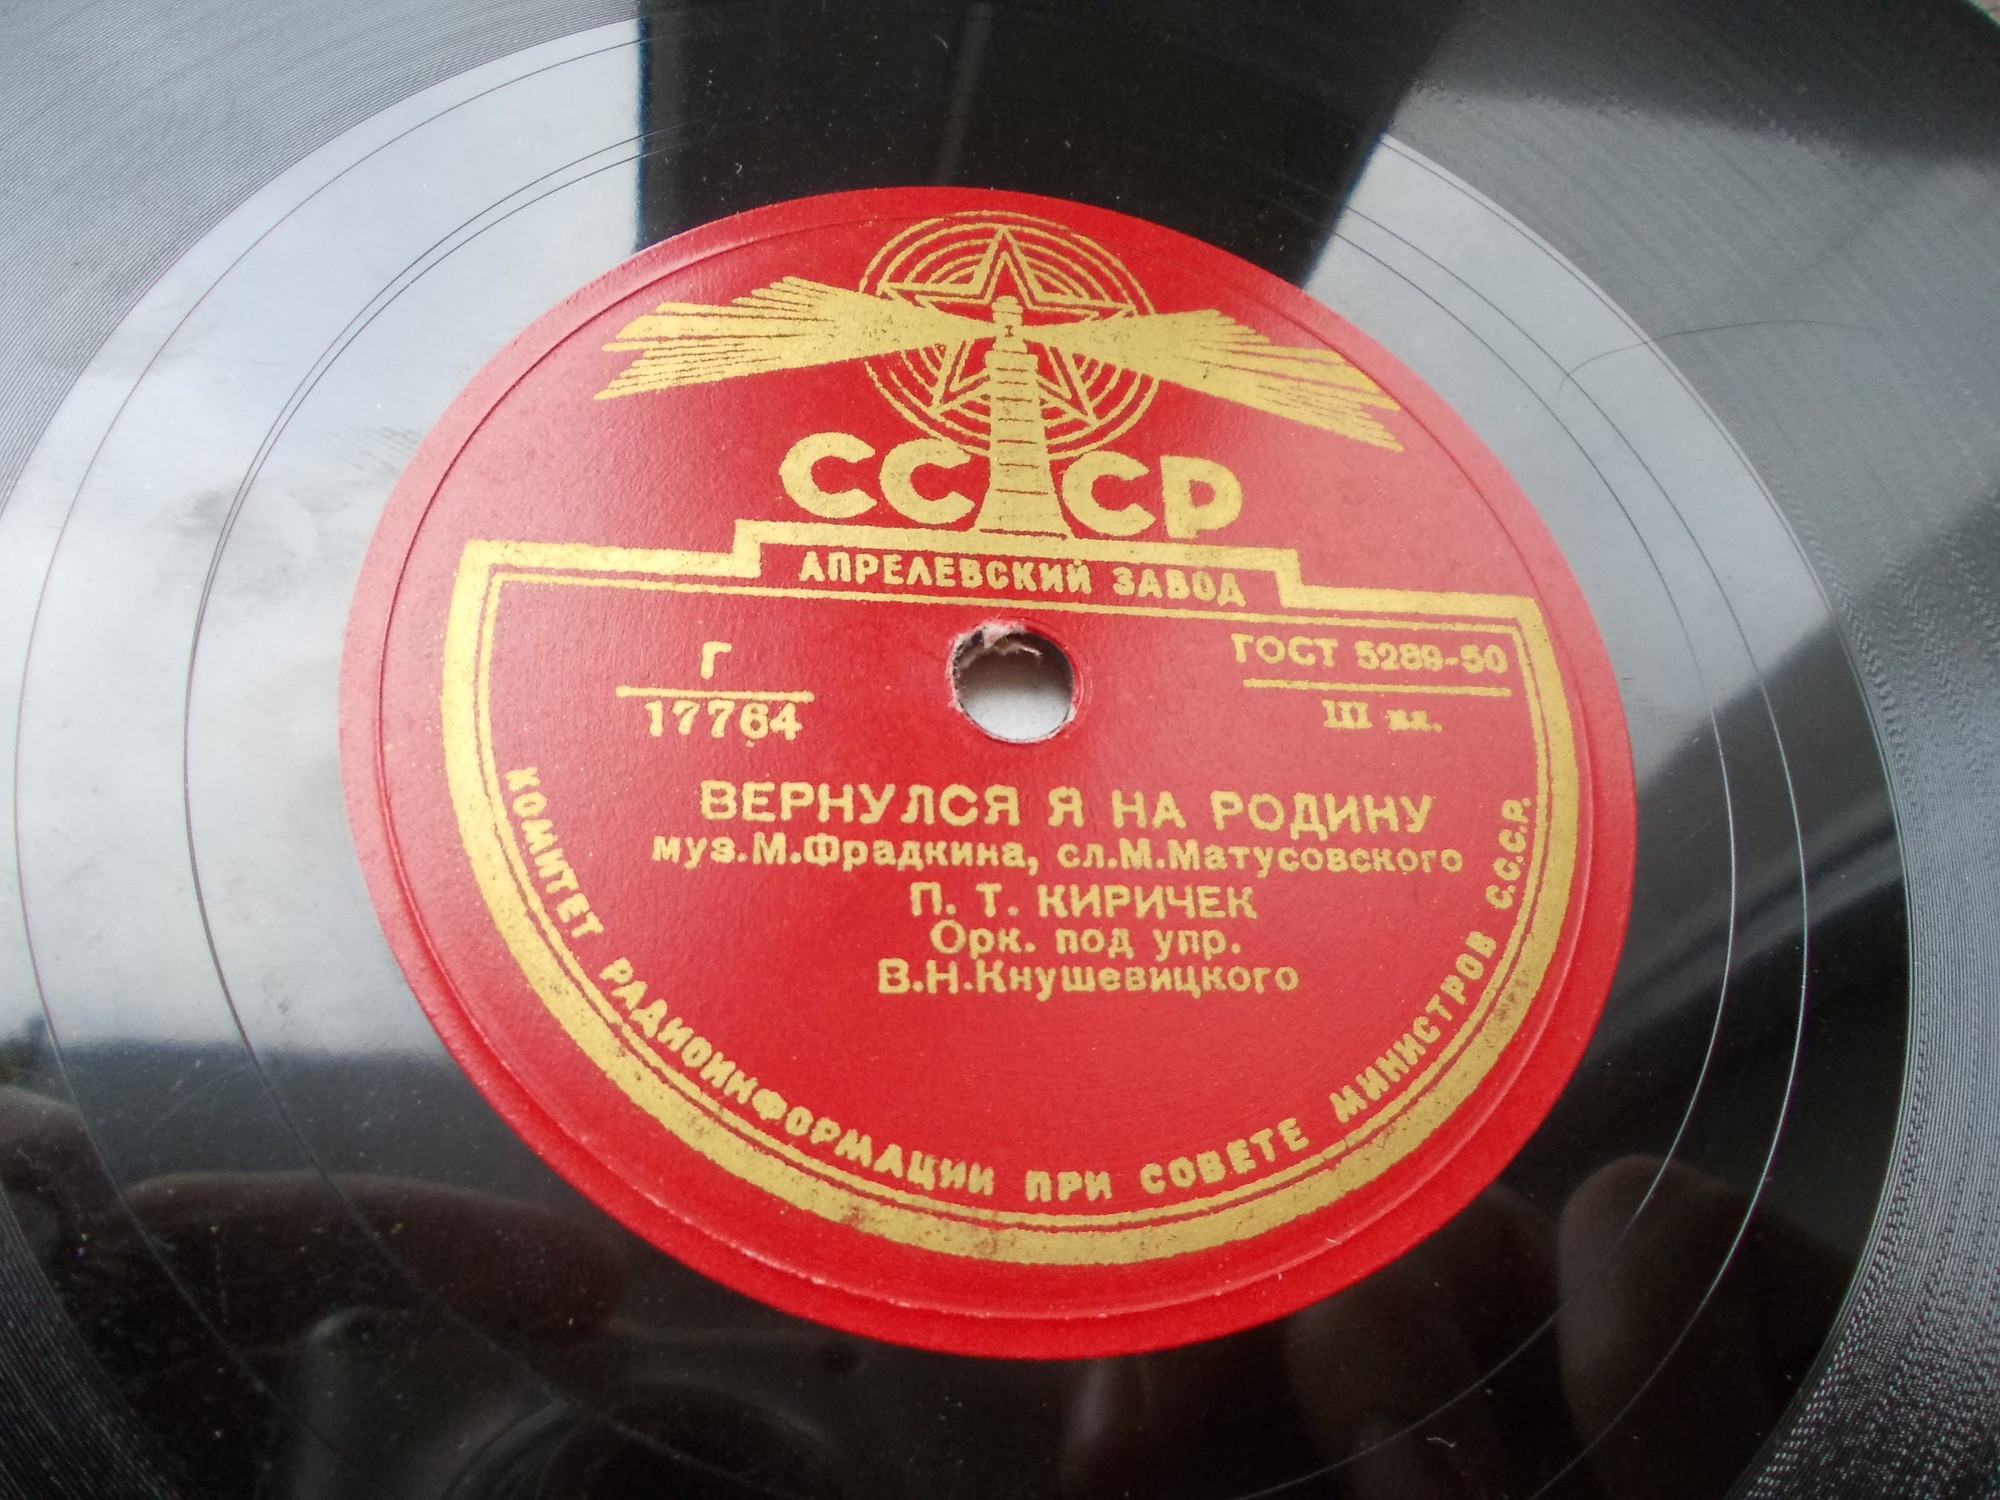 СССР
АПРЕЛЕВСКИЙ ЗАВОД
Г
17764
ГОСТ 5289-50
III кл.
ВЕРНУЛСЯ Я НА РОДИНУ
муз.М.Фрадкина, сл.М.Матусовского
П. Т. КИРИЧЕК
Орк. под упр.
В.Н.Кнушевицкого
КОМИТЕТ РАДИОИНФОРМАЦИИ ПРИ СОВЕТЕ МИНИСТРОВ С.С.С.Р.